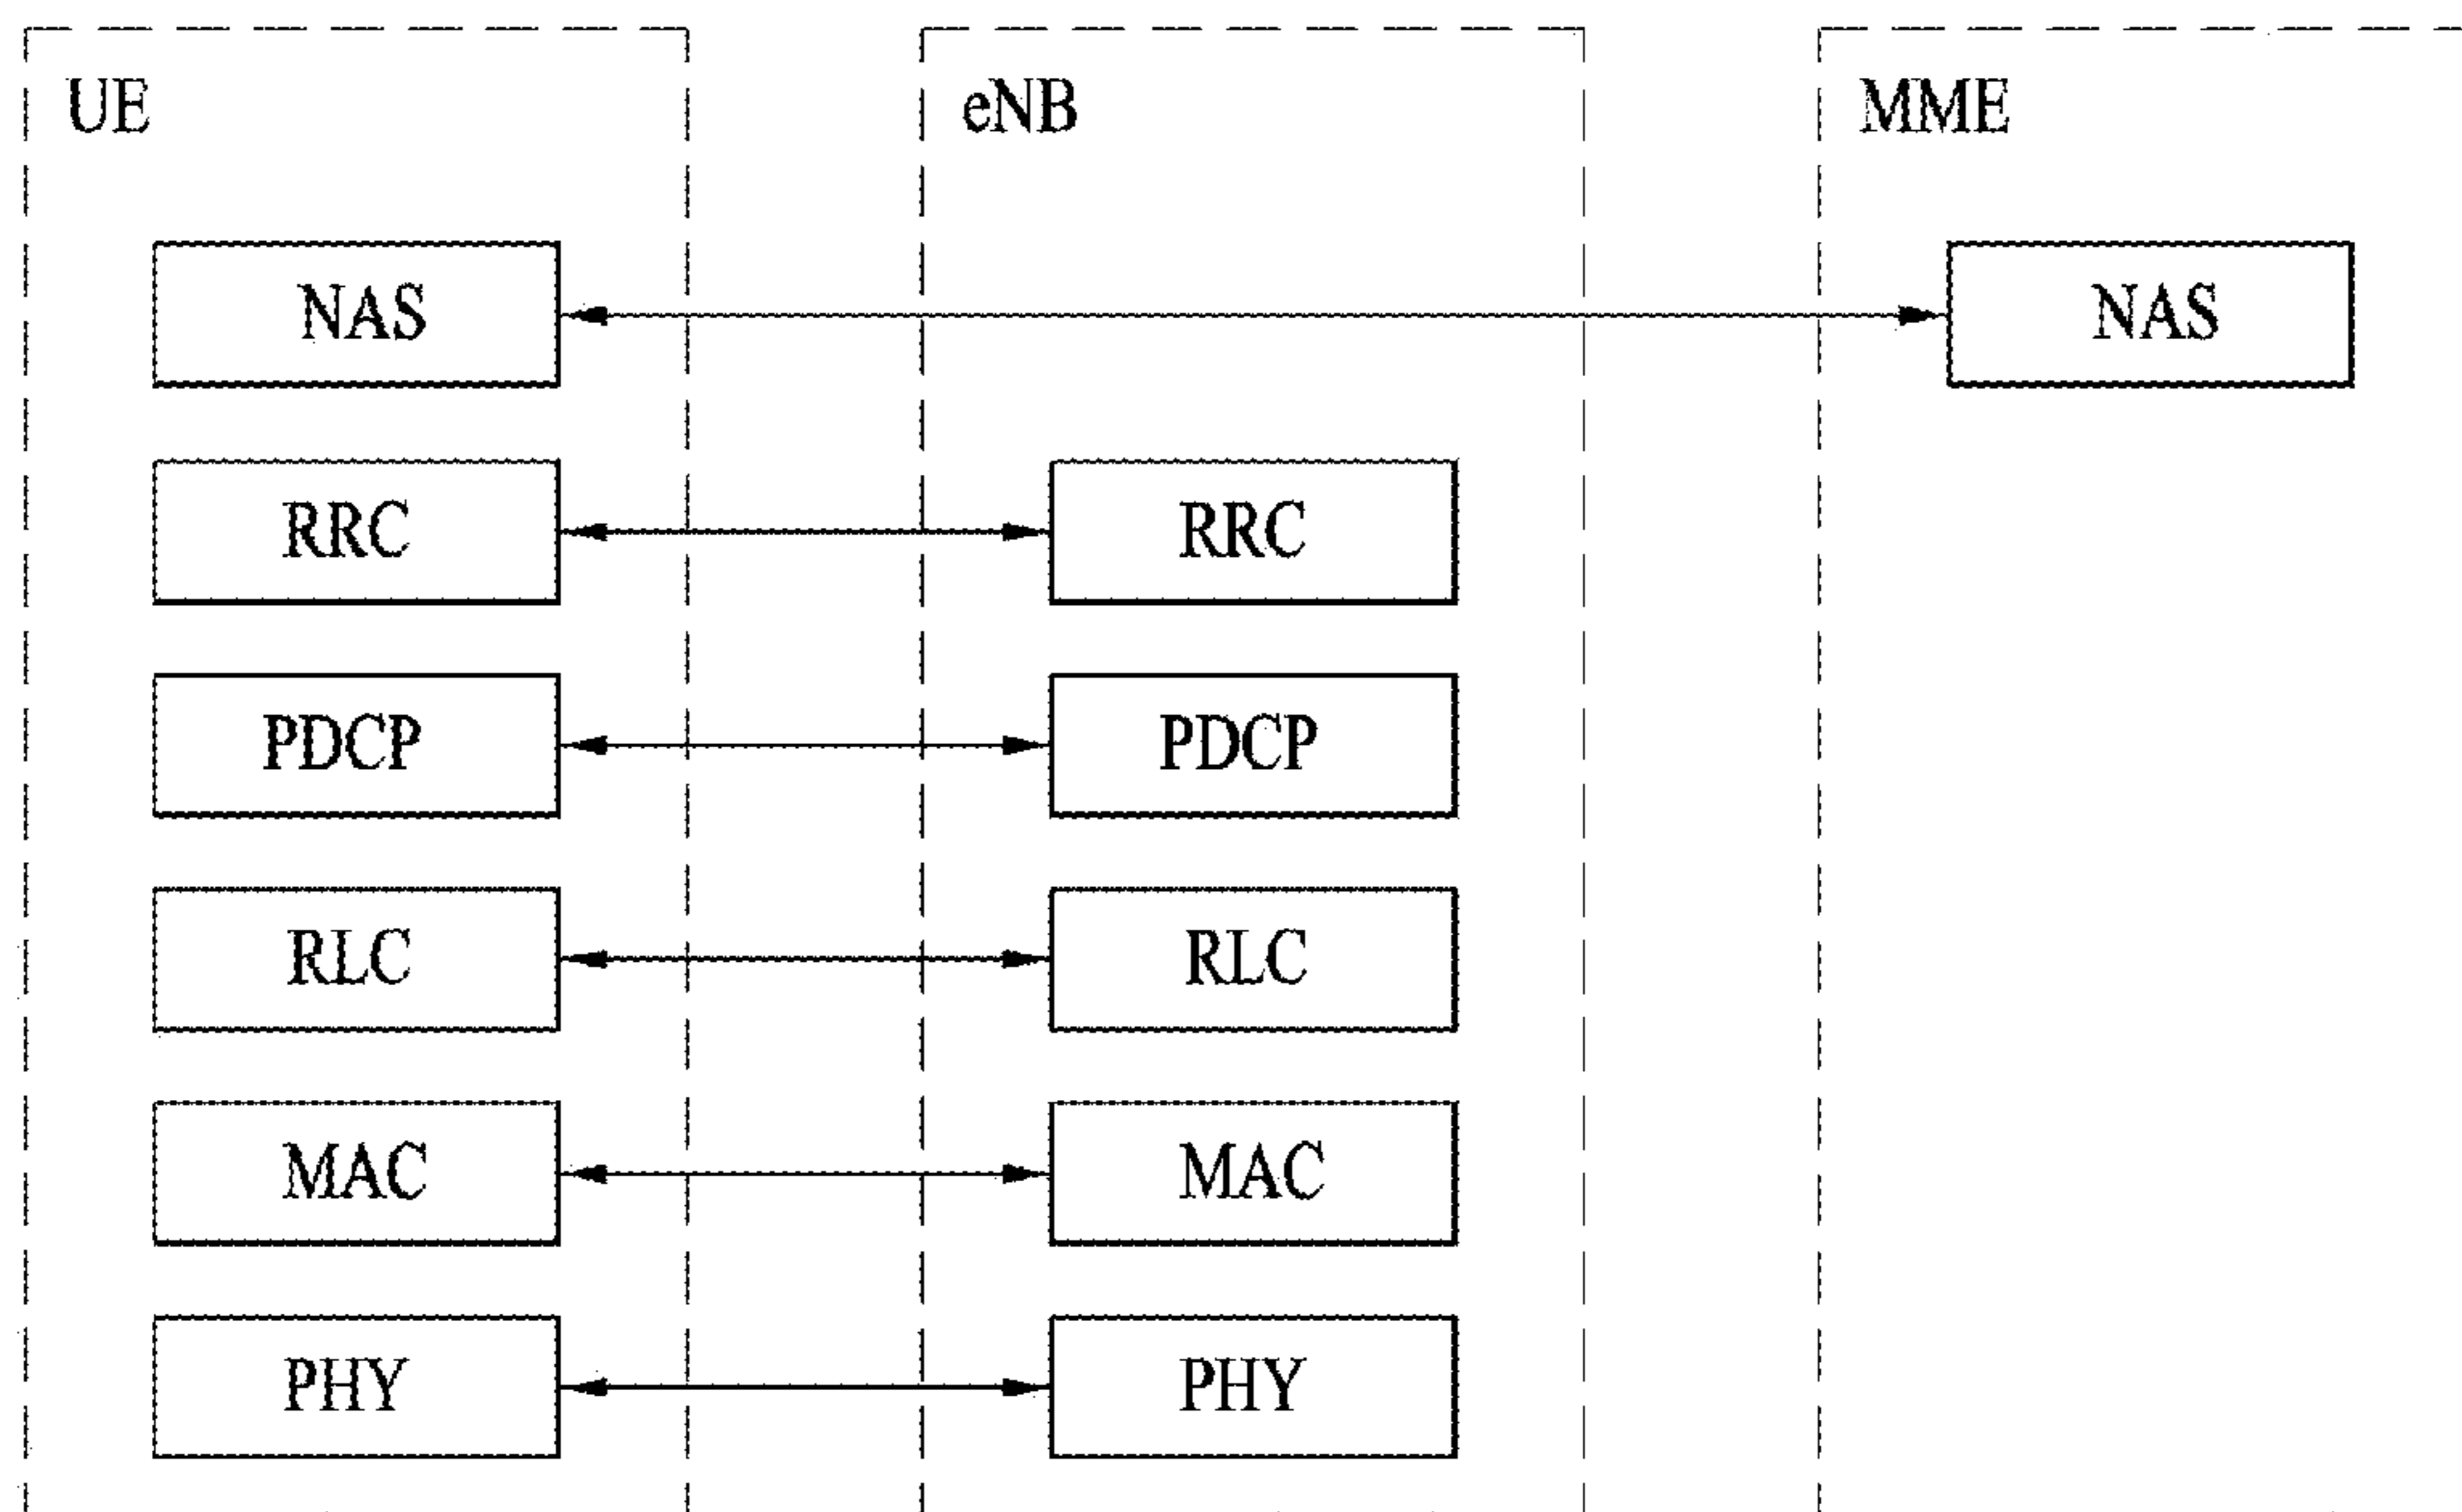 UE eNB MME
NAS NAS
RRC RRC
PDCP PDCP
RLC RLC
MAC MAC
PHY PHY